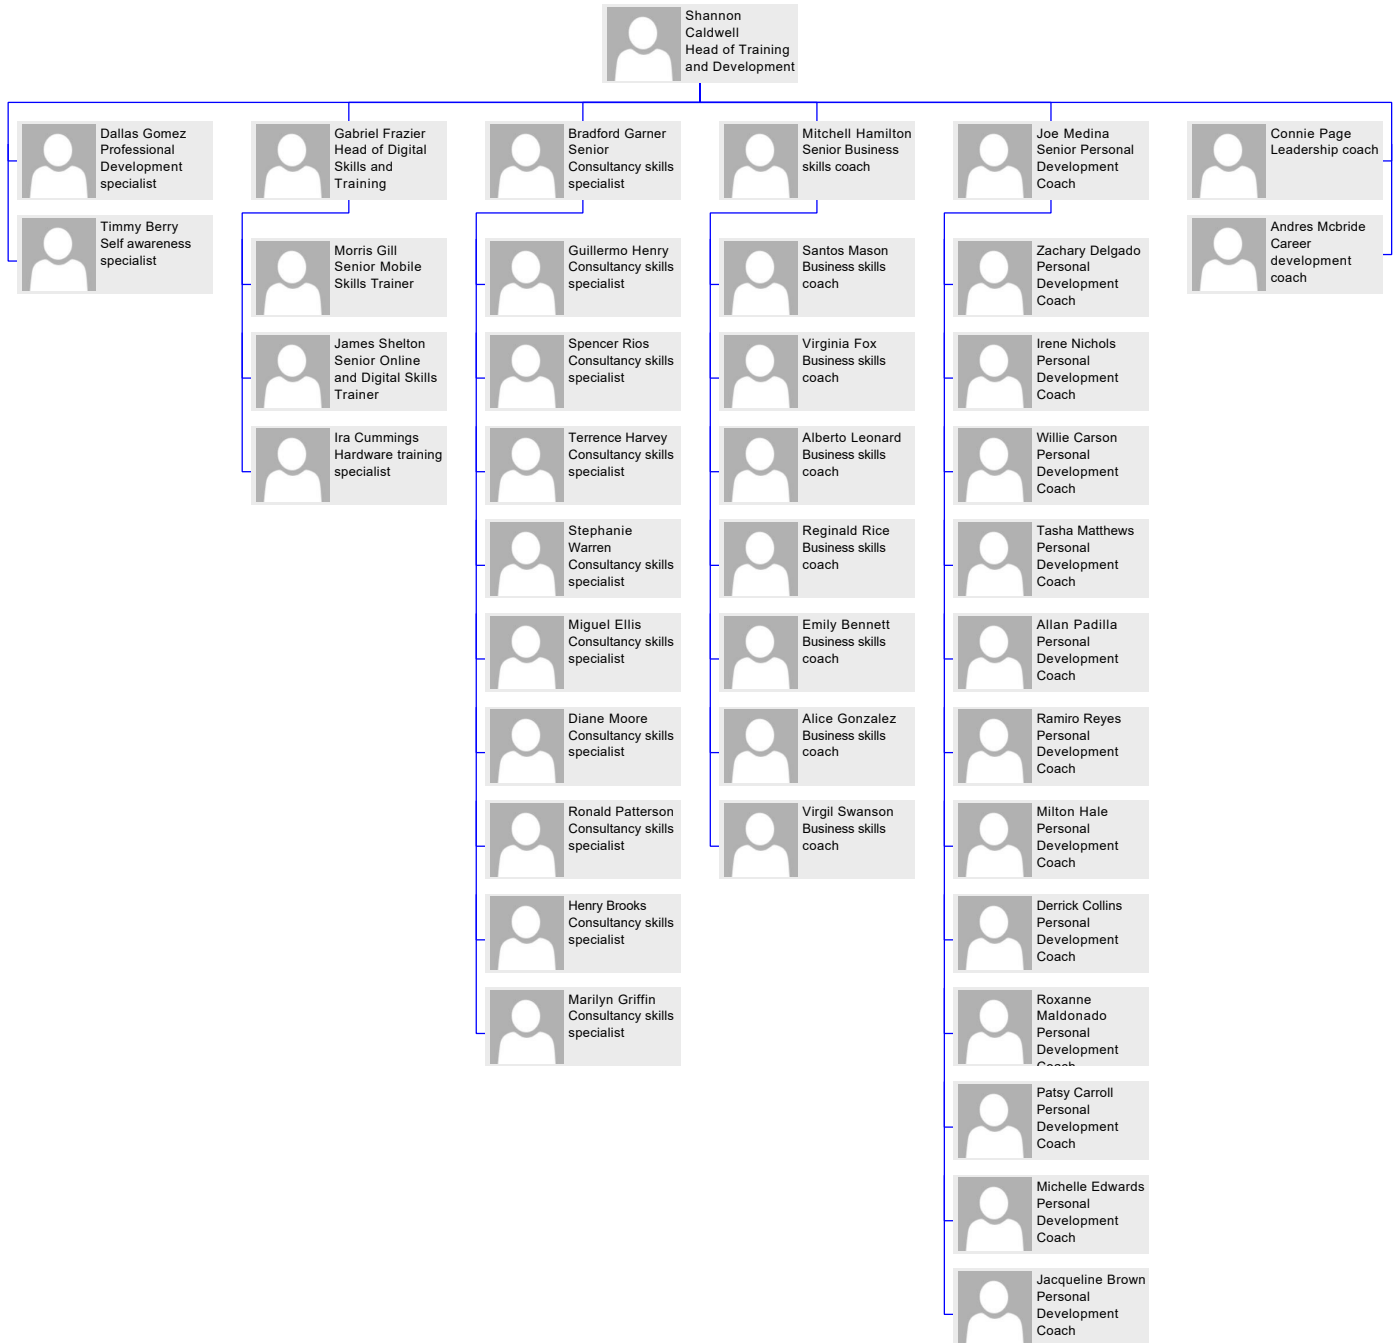 Shannon
Caldwell
Head of Training
and Development
Dallas Gomez
Professional
Development
specialist
Timmy Berry
Self awareness
specialist
Gabriel Frazier
Head of Digital
Skills and
Training
Morris Gill
Senior Mobile
Skills Trainer
James Shelton
Senior Online
and Digital Skills
Trainer
Ira Cummings
Hardware training
specialist
Bradford Garner
Senior
Consultancy skills
specialist
Guillermo Henry
Consultancy skills
specialist
Spencer Rios
Consultancy skills
specialist
Terrence Harvey
Consultancy skills
specialist
Stephanie
Warren
Consultancy skills
specialist
Miguel Ellis
Consultancy skills
specialist
Diane Moore
Consultancy skills
specialist
Ronald Patterson
Consultancy skills
specialist
Henry Brooks
Consultancy skills
specialist
Marilyn Griffin
Consultancy skills
specialist
Mitchell Hamilton
Senior Business
skills coach
Santos Mason
Business skills
coach
Virginia Fox
Business skills
coach
Alberto Leonard
Business skills
coach
Reginald Rice
Business skills
coach
Emily Bennett
Business skills
coach
Alice Gonzalez
Business skills
coach
Virgil Swanson
Business skills
coach
Joe Medina
Senior Personal
Development
Coach
Zachary Delgado
Personal
Development
Coach
Irene Nichols
Personal
Development
Coach
Willie Carson
Personal
Development
Coach
Tasha Matthews
Personal
Development
Coach
Allan Padilla
Personal
Development
Coach
Ramiro Reyes
Personal
Development
Coach
Milton Hale
Personal
Development
Coach
Derrick Collins
Personal
Development
Coach
Roxanne
Maldonado
Personal
Development
Coach
Patsy Carroll
Personal
Development
Coach
Michelle Edwards
Personal
Development
Coach
Jacqueline Brown
Personal
Development
Coach
Connie Page
Leadership coach
Andres Mcbride
Career
development
coach